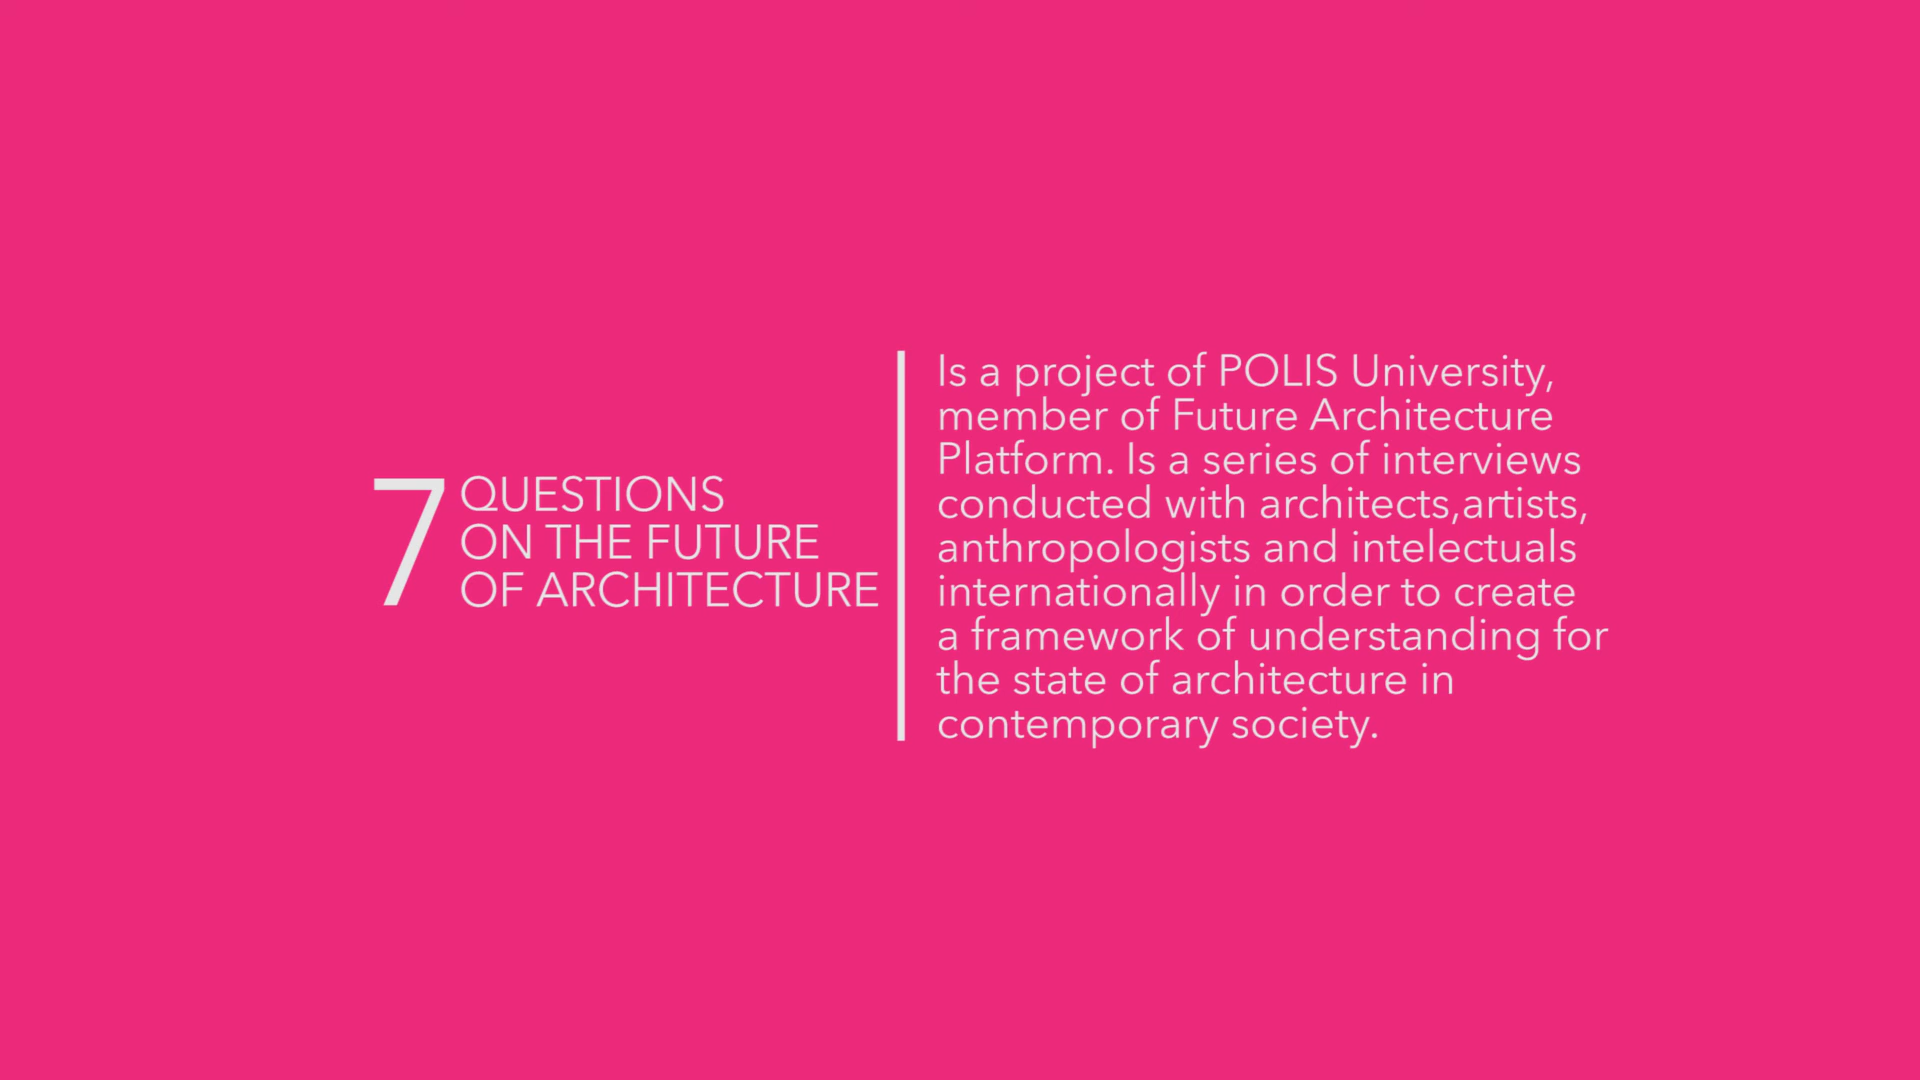 7 QUESTIONS
ON THE FUTURE
OF ARCHITECTURE
Is a project of POLIS University,
member of Future Architecture
Platform. Is a series of interviews
conducted with architects,artists,
anthropologists and intelectuals
internationally in order to create
a framework of understanding for
the state of architecture in
contemporary society.